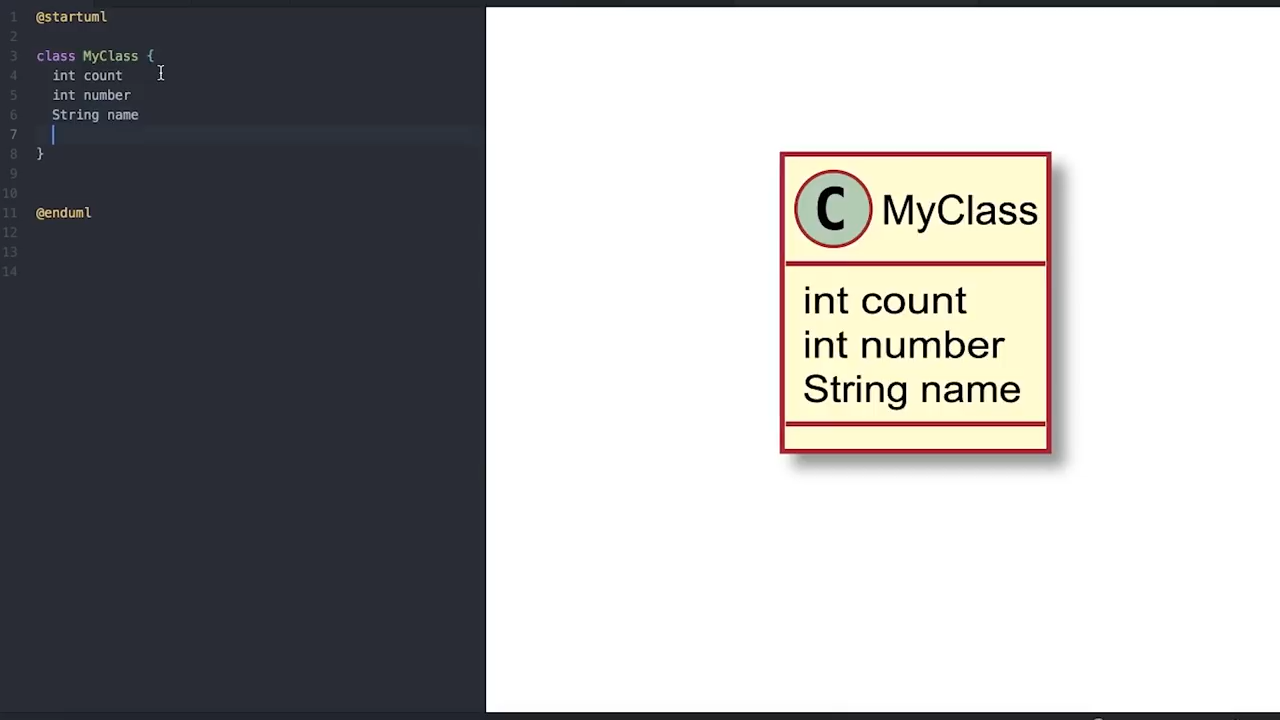 1 @startuml
2
3 class MyClass {
4 int count
5 int number
6 String name
7
8 }
9
10
11 @enduml
12
13
14
C MyClass
int count
int number
String name